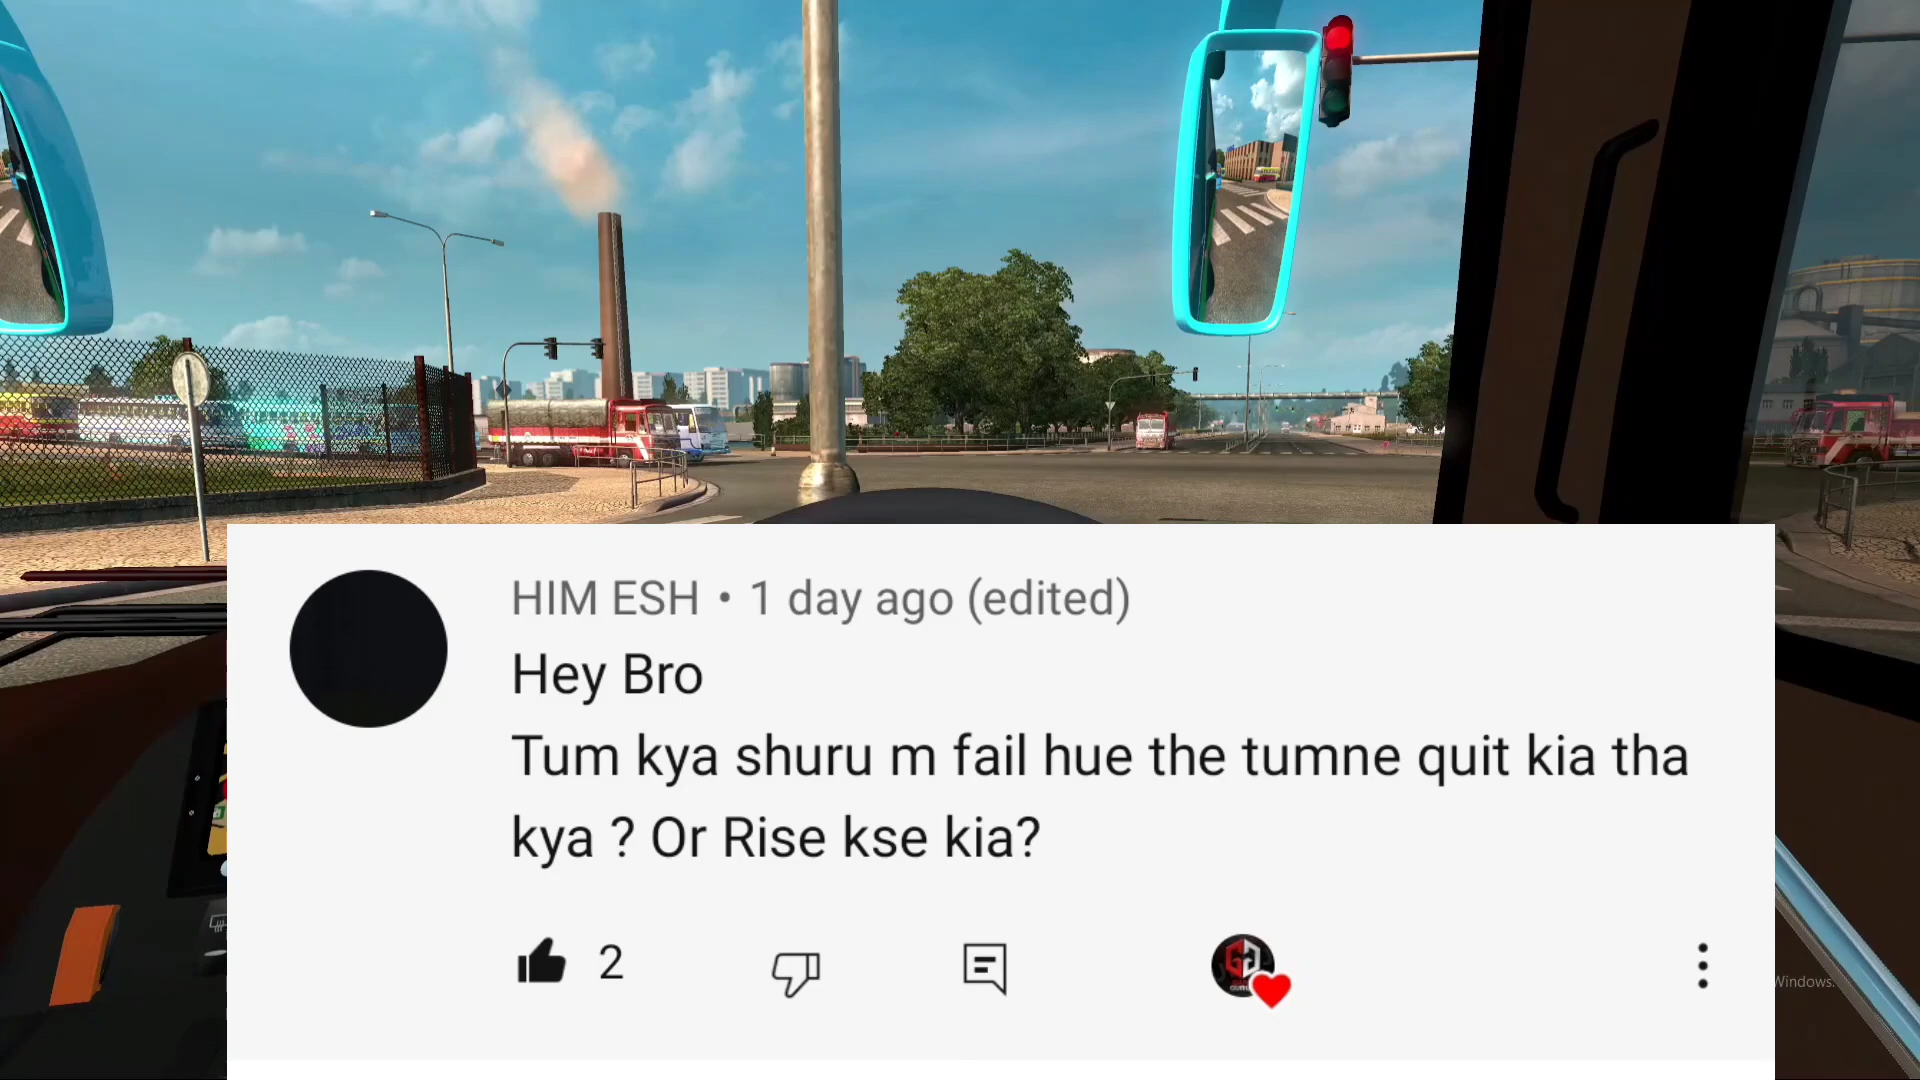 HIM ESH • 1 day ago (edited)
Hey Bro
Tum kya shuru m fail hue the tumne quit kia tha
kya ? Or Rise kse kia?
2
Windows.